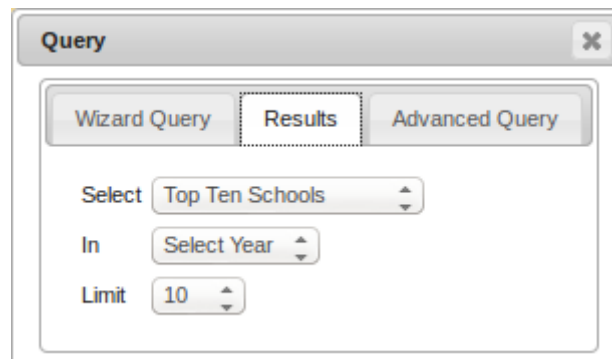 Query
Wizard Query Results Advanced Query
Select Top Ten Schools
In Select Year
Limit 10